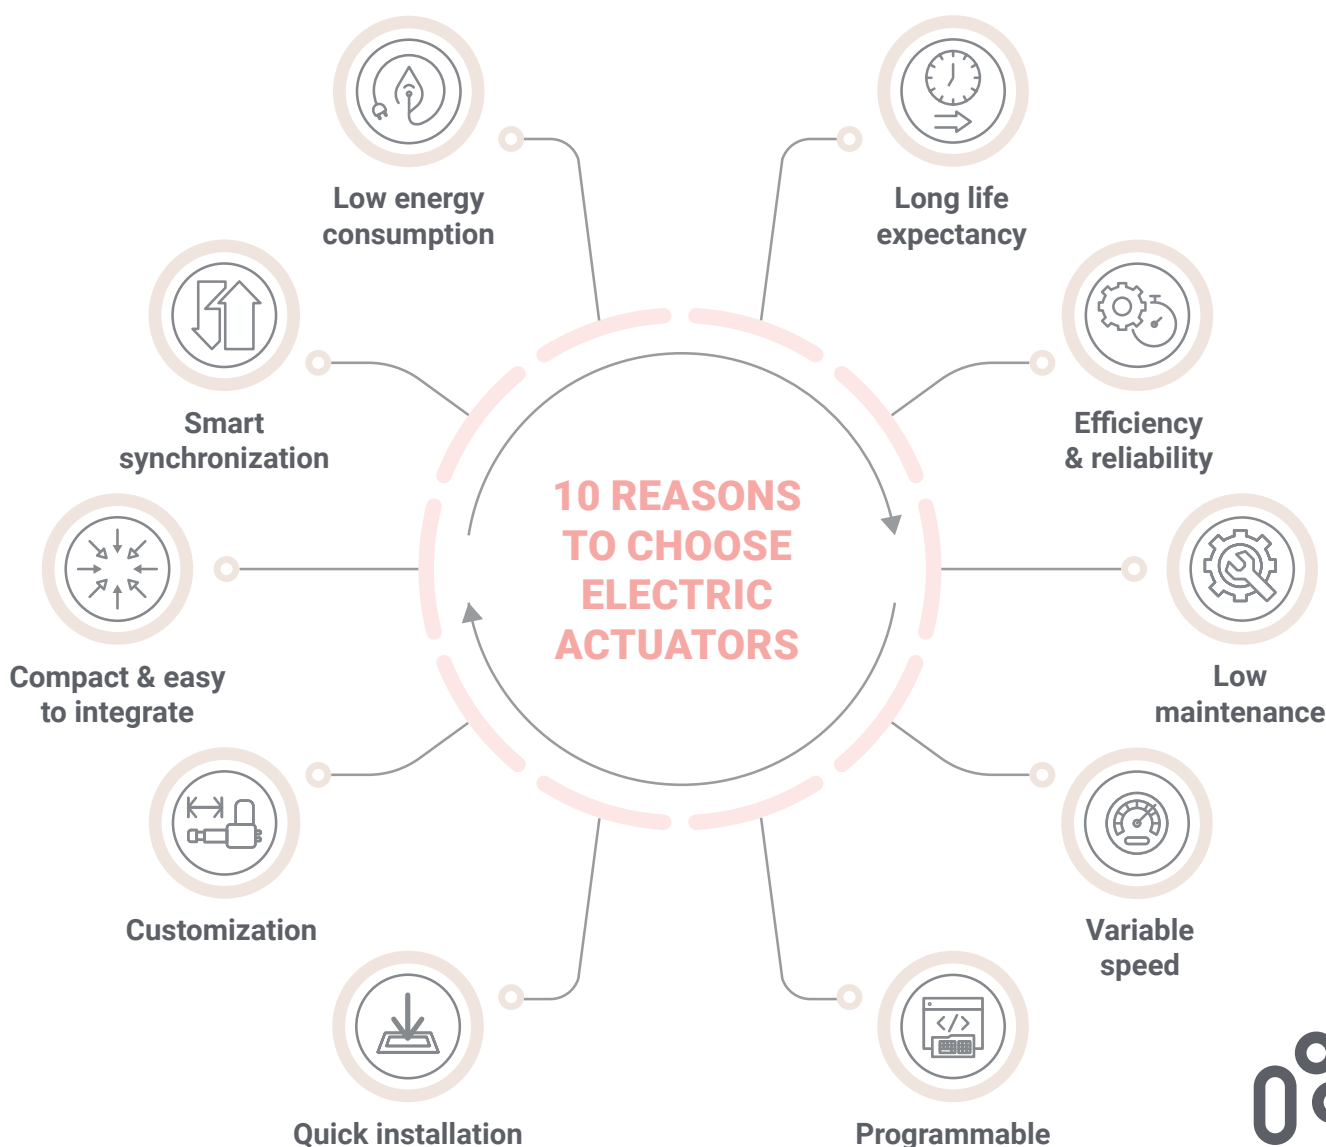 10 REASONS
TO CHOOSE
ELECTRIC
ACTUATORS
Long life
expectancy
Efficiency
& reliability
Low
maintenance
Variable
speed
Programmable
Quick installation
Customization
Compact & easy
to integrate
Smart
synchronization
Low energy
consumption